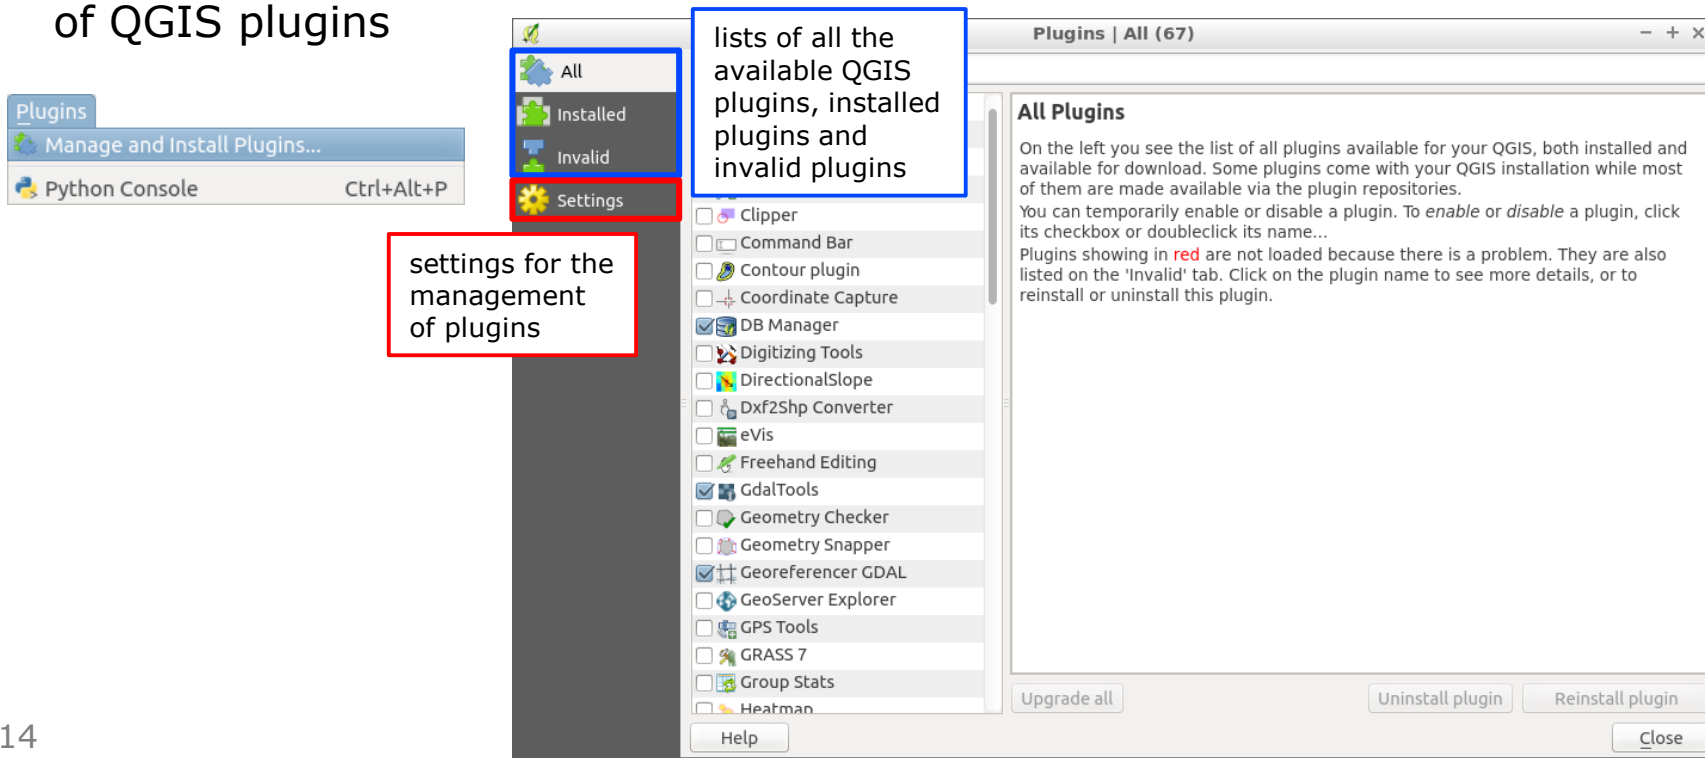 of QGIS plugins
Plugins
Manage and Install Plugins...
Python Console Ctrl+Alt+P
settings for the
management
of plugins
lists of all the
available QGIS
plugins, installed
plugins and
invalid plugins
Plugins | All (67)
All
Installed
Invalid
Settings
Clipper
Command Bar
Contour plugin
Coordinate Capture
DB Manager
Digitizing Tools
DirectionalSlope
Dxf2Shp Converter
eVis
Freehand Editing
GdalTools
Geometry Checker
Geometry Snapper
Georeferencer GDAL
GeoServer Explorer
GPS Tools
GRASS 7
Group Stats
Heatmap
All Plugins
On the left you see the list of all plugins available for your QGIS, both installed and
available for download. Some plugins come with your QGIS installation while most
of them are made available via the plugin repositories.
You can temporarily enable or disable a plugin. To enable or disable a plugin, click
its checkbox or doubleclick its name...
Plugins showing in red are not loaded because there is a problem. They are also
listed on the 'Invalid' tab. Click on the plugin name to see more details, or to
reinstall or uninstall this plugin.
Upgrade all Uninstall plugin Reinstall plugin
Help Close
14